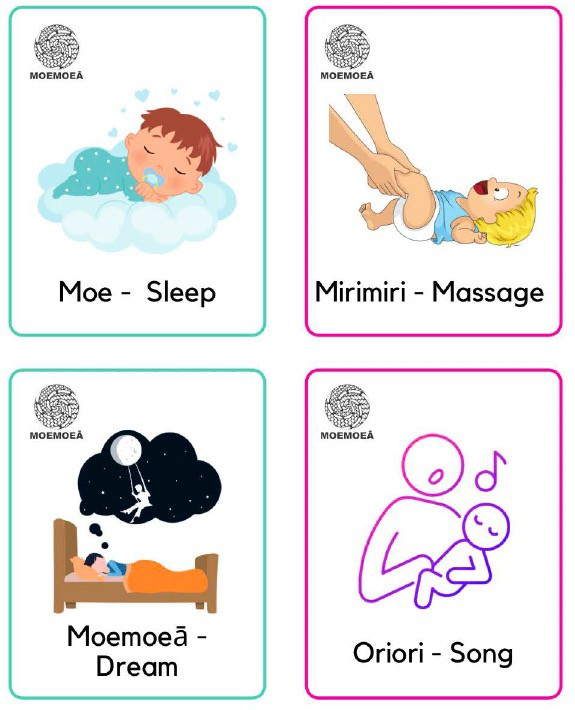 MOEMOEĀ
Moe - Sleep
MOEMOEĀ
Mirimiri - Massage
MOEMOEĀ
Moemoeā -
Dream
MOEMOEĀ
Oriori - Song